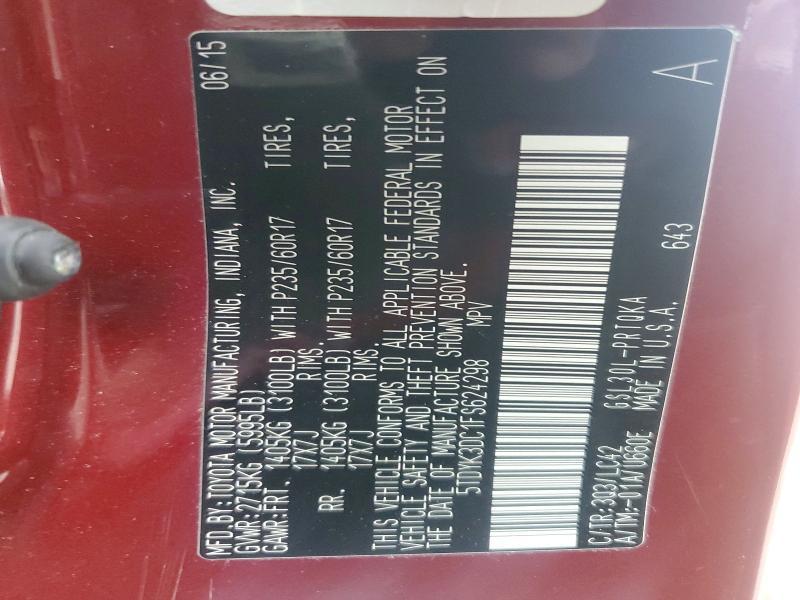 MFD.BY:TOYOTA MOTOR MANUFACTURING, INDIANA, INC. 06/15
GVWR:2715KG (5995LB)
GAWR:FRT. 1405KG (3100LB) WITH P235/60R17 TIRES,
17X7J RIMS.
RR. 1405KG (3100LB) WITH P235/60R17 TIRES,
17X7J RIMS.
THIS VEHICLE CONFORMS TO ALL APPLICABLE FEDERAL MOTOR
VEHICLE SAFETY AND THEFT PREVENTION STANDARDS IN EFFECT ON
THE DATE OF MANUFACTURE SHOWN ABOVE.
5TDYK3DC1FS624298 MPV
C/TR:3Q3/LC42 GSL30L-PRTQKA 643 A
A/TM:-01A/U660E MADE IN U.S.A.